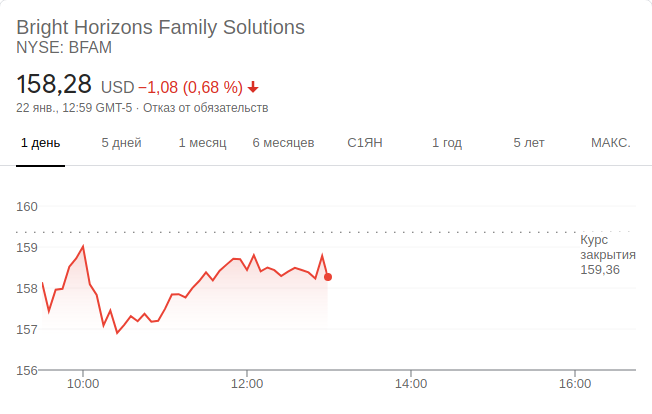 Bright Horizons Family Solutions
NYSE: BFAM
158,28 USD −1,08 (0,68 %)
22 янв., 12:59 GMT-5 · Отказ от обязательств
1 день 5 дней 1 месяц 6 месяцев С1ЯН 1 год 5 лет МАКС.
160
159
158
157
156
Курс
закрытия
159,36
10:00 12:00 14:00 16:00